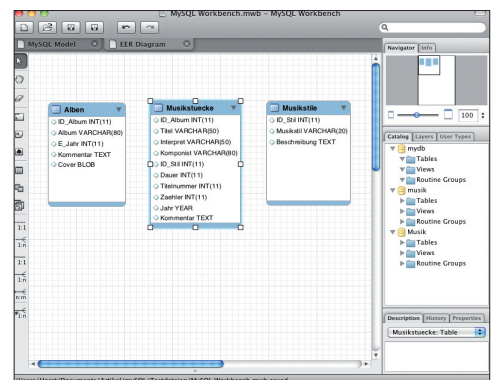 MySQL Workbench.mwb - MySQL Workbench
MySQL Model
EER Diagram
Navigator Info
100
Alben
ID_Album INT(11)
Album VARCHAR(80)
E_Jahr INT(11)
Kommentar TEXT
Cover BLOB
Musikstuecke
ID_Album INT(11)
Titel VARCHAR(50)
Interpret VARCHAR(50)
Komponist VARCHAR(80)
ID_Stil INT(11)
Dauer INT(11)
Titelnummer INT(11)
Zaehler INT(11)
Jahr YEAR
Kommentar TEXT
Musikstile
ID_Stil INT(11)
Musikstil VARCHAR(20)
Beschreibung TEXT
1:1
1:n
1:1
1:n
n:m
1:n
Catalog Layers User Types
mydb
Tables
Views
Routine Groups
musik
Tables
Views
Routine Groups
Musik
Tables
Views
Routine Groups
Description History Properties
Musikstuecke: Table